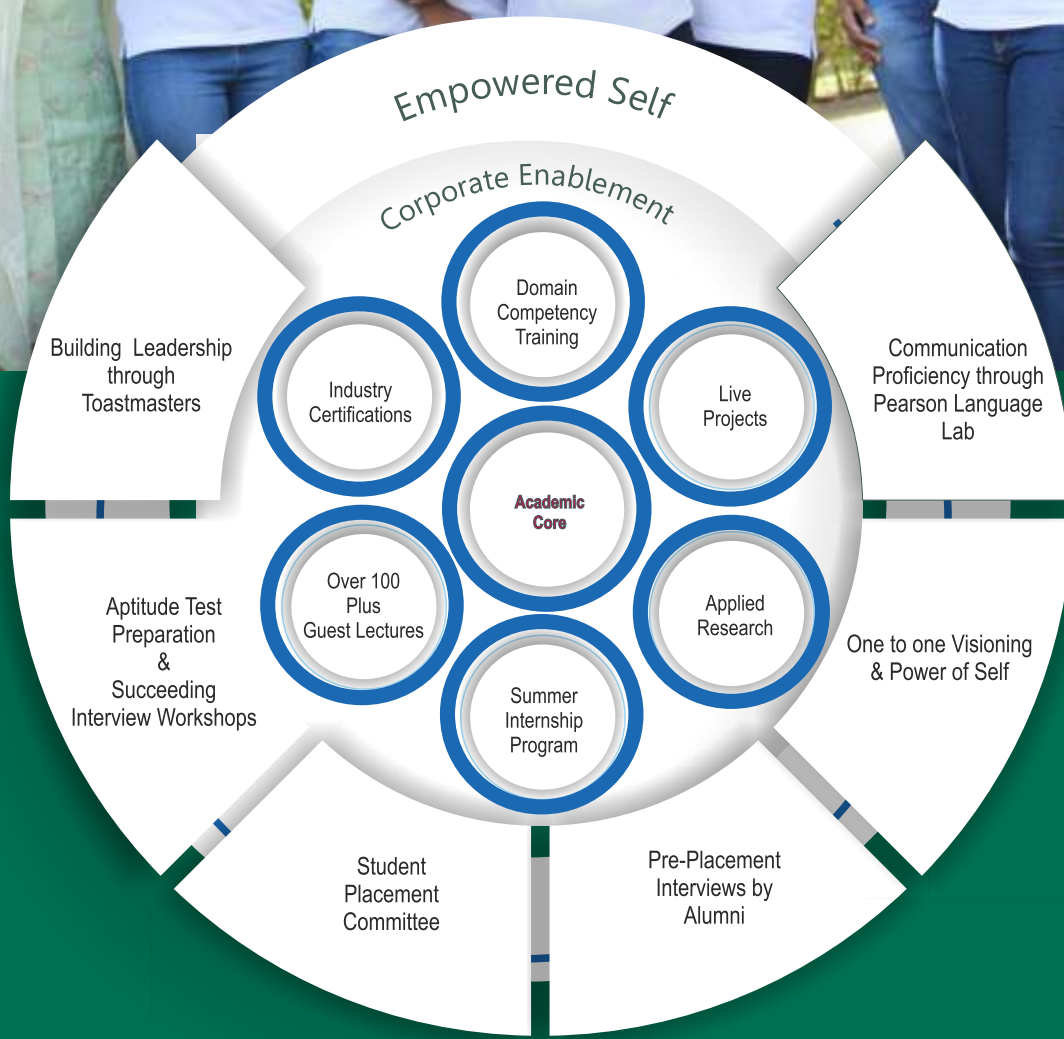 Empowered Self
Corporate Enablement
Domain
Competency
Training
Industry
Certifications
Live
Projects
Academic
Core
Over 100
Plus
Guest Lectures
Applied
Research
Summer
Internship
Program
Building Leadership
through
Toastmasters
Communication
Proficiency through
Pearson Language
Lab
Aptitude Test
Preparation
&
Succeeding
Interview Workshops
One to one Visioning
& Power of Self
Student
Placement
Committee
Pre-Placement
Interviews by
Alumni